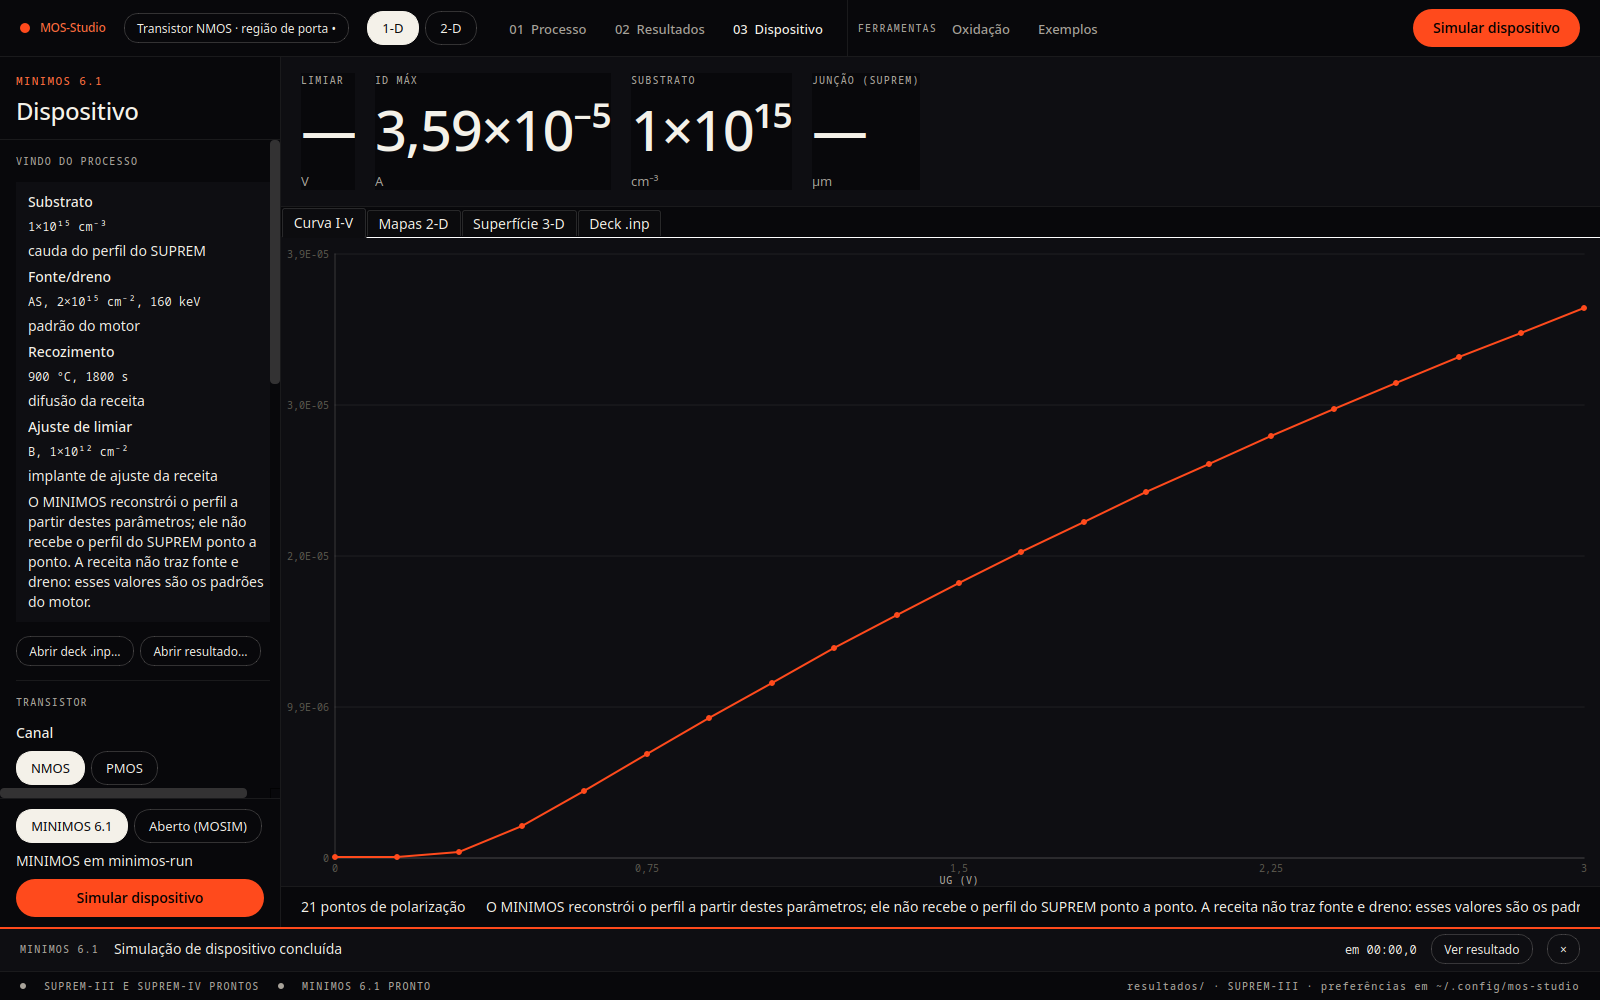 MOS-Studio
Transistor NMOS · região de porta •
1-D
2-D
01 Processo
02 Resultados
03 Dispositivo
FERRAMENTAS
Oxidação
Exemplos
Simular dispositivo
MINIMOS 6.1
Dispositivo
VINDO DO PROCESSO
Substrato
1×10¹⁵ cm⁻³
cauda do perfil do SUPREM
Fonte/dreno
AS, 2×10¹⁵ cm⁻², 160 keV
padrão do motor
Recozimento
900 °C, 1800 s
difusão da receita
Ajuste de limiar
B, 1×10¹² cm⁻²
implante de ajuste da receita
O MINIMOS reconstrói o perfil a
partir destes parâmetros; ele não
recebe o perfil do SUPREM ponto a
ponto. A receita não traz fonte e
dreno: esses valores são os padrões
do motor.
Abrir deck .inp...
Abrir resultado...
TRANSISTOR
Canal
NMOS
PMOS
MINIMOS 6.1
Aberto (MOSIM)
MINIMOS em minimos-run
Simular dispositivo
LIMIAR
—
V
ID MÁX
3,59×10⁻⁵
A
SUBSTRATO
1×10¹⁵
cm⁻³
JUNÇÃO (SUPREM)
—
µm
Curva I-V
Mapas 2-D
Superfície 3-D
Deck .inp
3,9E-05
3,0E-05
2,0E-05
9,9E-06
0
0
0,75
1,5
2,25
3
UG (V)
21 pontos de polarização
O MINIMOS reconstrói o perfil a partir destes parâmetros; ele não recebe o perfil do SUPREM ponto a ponto. A receita não traz fonte e dreno: esses valores são os padr
MINIMOS 6.1
Simulação de dispositivo concluída
em 00:00,0
Ver resultado
×
SUPREM-III E SUPREM-IV PRONTOS
MINIMOS 6.1 PRONTO
resultados/ · SUPREM-III · preferências em ~/.config/mos-studio